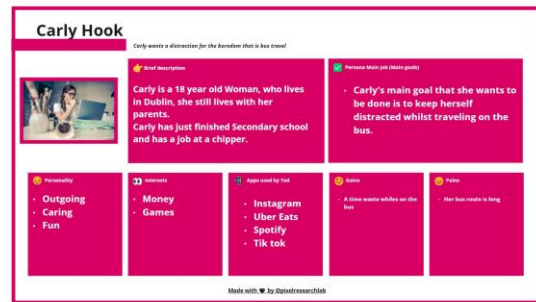 Carly Hook
Carly wants a distraction for the boredom that is bus travel
Brief description
Carly is a 18 year old Woman, who lives
in Dublin, she still lives with her
parents.
Carly has just finished Secondary school
and has a job at a chipper.
Persona Main job (Main goals)
Carly's main goal that she wants to
be done is to keep herself
distracted whilst traveling on the
bus.
Personality
Outgoing
Caring
Fun
Interests
Money
Games
Apps used by Tod
Instagram
Uber Eats
Spotify
Tik tok
Gains
A time waste whiles on the
bus
Pains
Her bus route is long
Made with by @pixelresearchlab